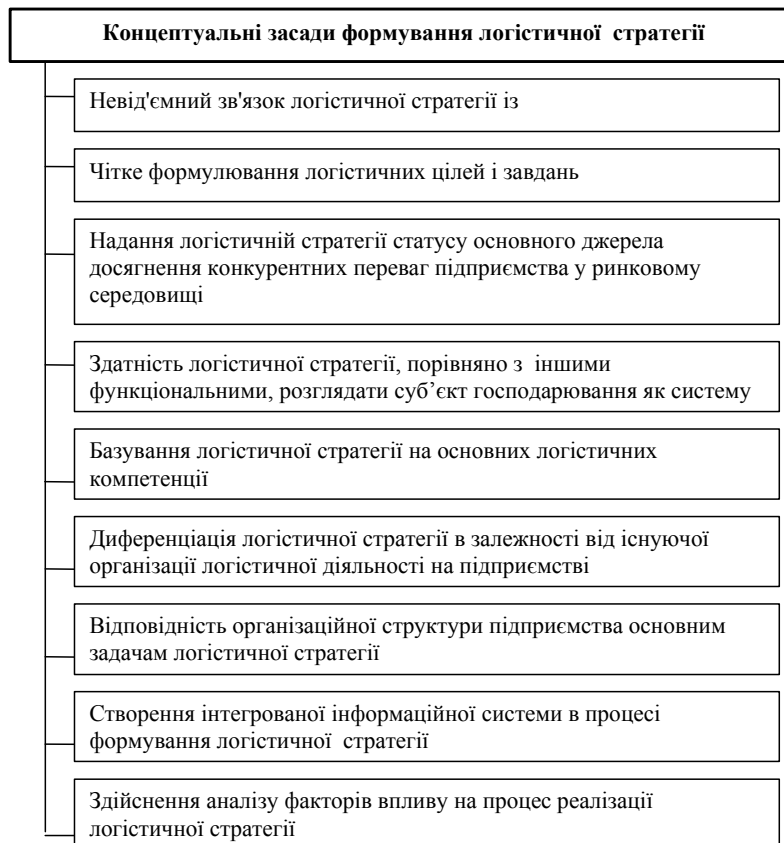 Концептуальні засади формування логістичної стратегії
Невід'ємний зв'язок логістичної стратегії із
Чітке формулювання логістичних цілей і завдань
Надання логістичній стратегії статусу основного джерела
досягнення конкурентних переваг підприємства у ринковому
середовищі
Здатність логістичної стратегії, порівняно з іншими
функціональними, розглядати суб’єкт господарювання як систему
Базування логістичної стратегії на основних логістичних
компетенції
Диференціація логістичної стратегії в залежності від існуючої
організації логістичної діяльності на підприємстві
Відповідність організаційної структури підприємства основним
задачам логістичної стратегії
Створення інтегрованої інформаційної системи в процесі
формування логістичної стратегії
Здійснення аналізу факторів впливу на процес реалізації
логістичної стратегії